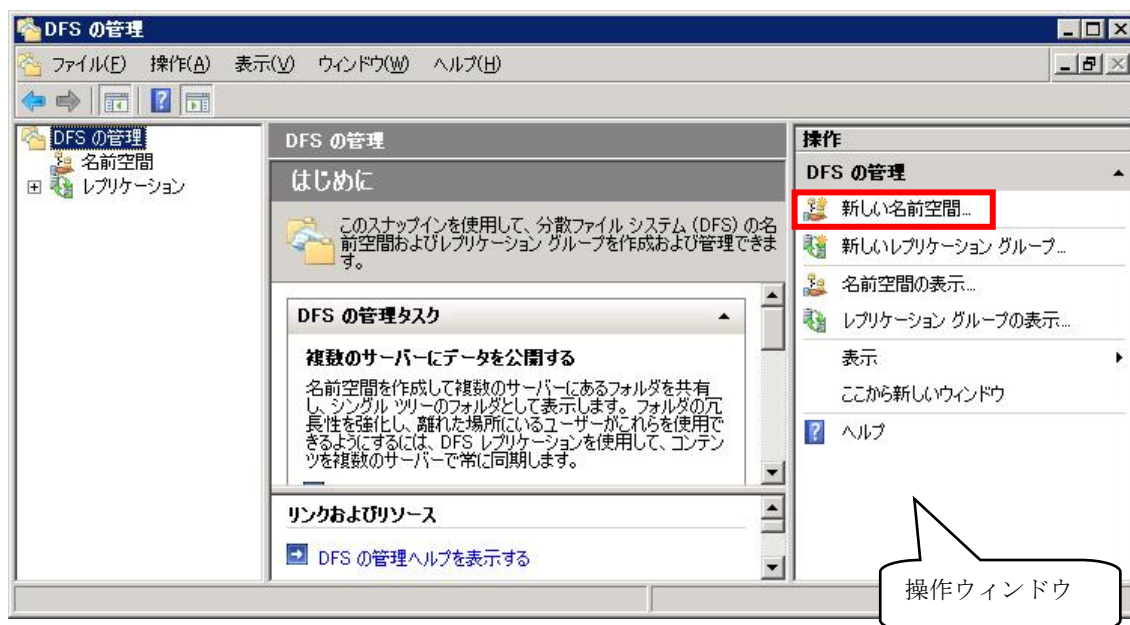 DFS の管理
ファイル(F) 操作(A) 表示(V) ウィンドウ(W) ヘルプ(H)
DFS の管理
名前空間
レプリケーション
DFS の管理
はじめに
このスナップインを使用して、分散ファイル システム (DFS) の名
前空間およびレプリケーション グループを作成および管理できま
す。
DFS の管理タスク
複数のサーバーにデータを公開する
名前空間を作成して複数のサーバーにあるフォルダを共有
し、シングル ツリーのフォルダとして表示します。フォルダの冗
長性を強化し、離れた場所にいるユーザーがこれらを使用で
きるようにするには、DFS レプリケーションを使用して、コンテン
ツを複数のサーバーで常に同期します。
リンクおよびリソース
DFS の管理ヘルプを表示する
操作
DFS の管理
新しい名前空間...
新しいレプリケーション グループ...
名前空間の表示...
レプリケーション グループの表示...
表示
ここから新しいウィンドウ
ヘルプ
操作ウィンドウ